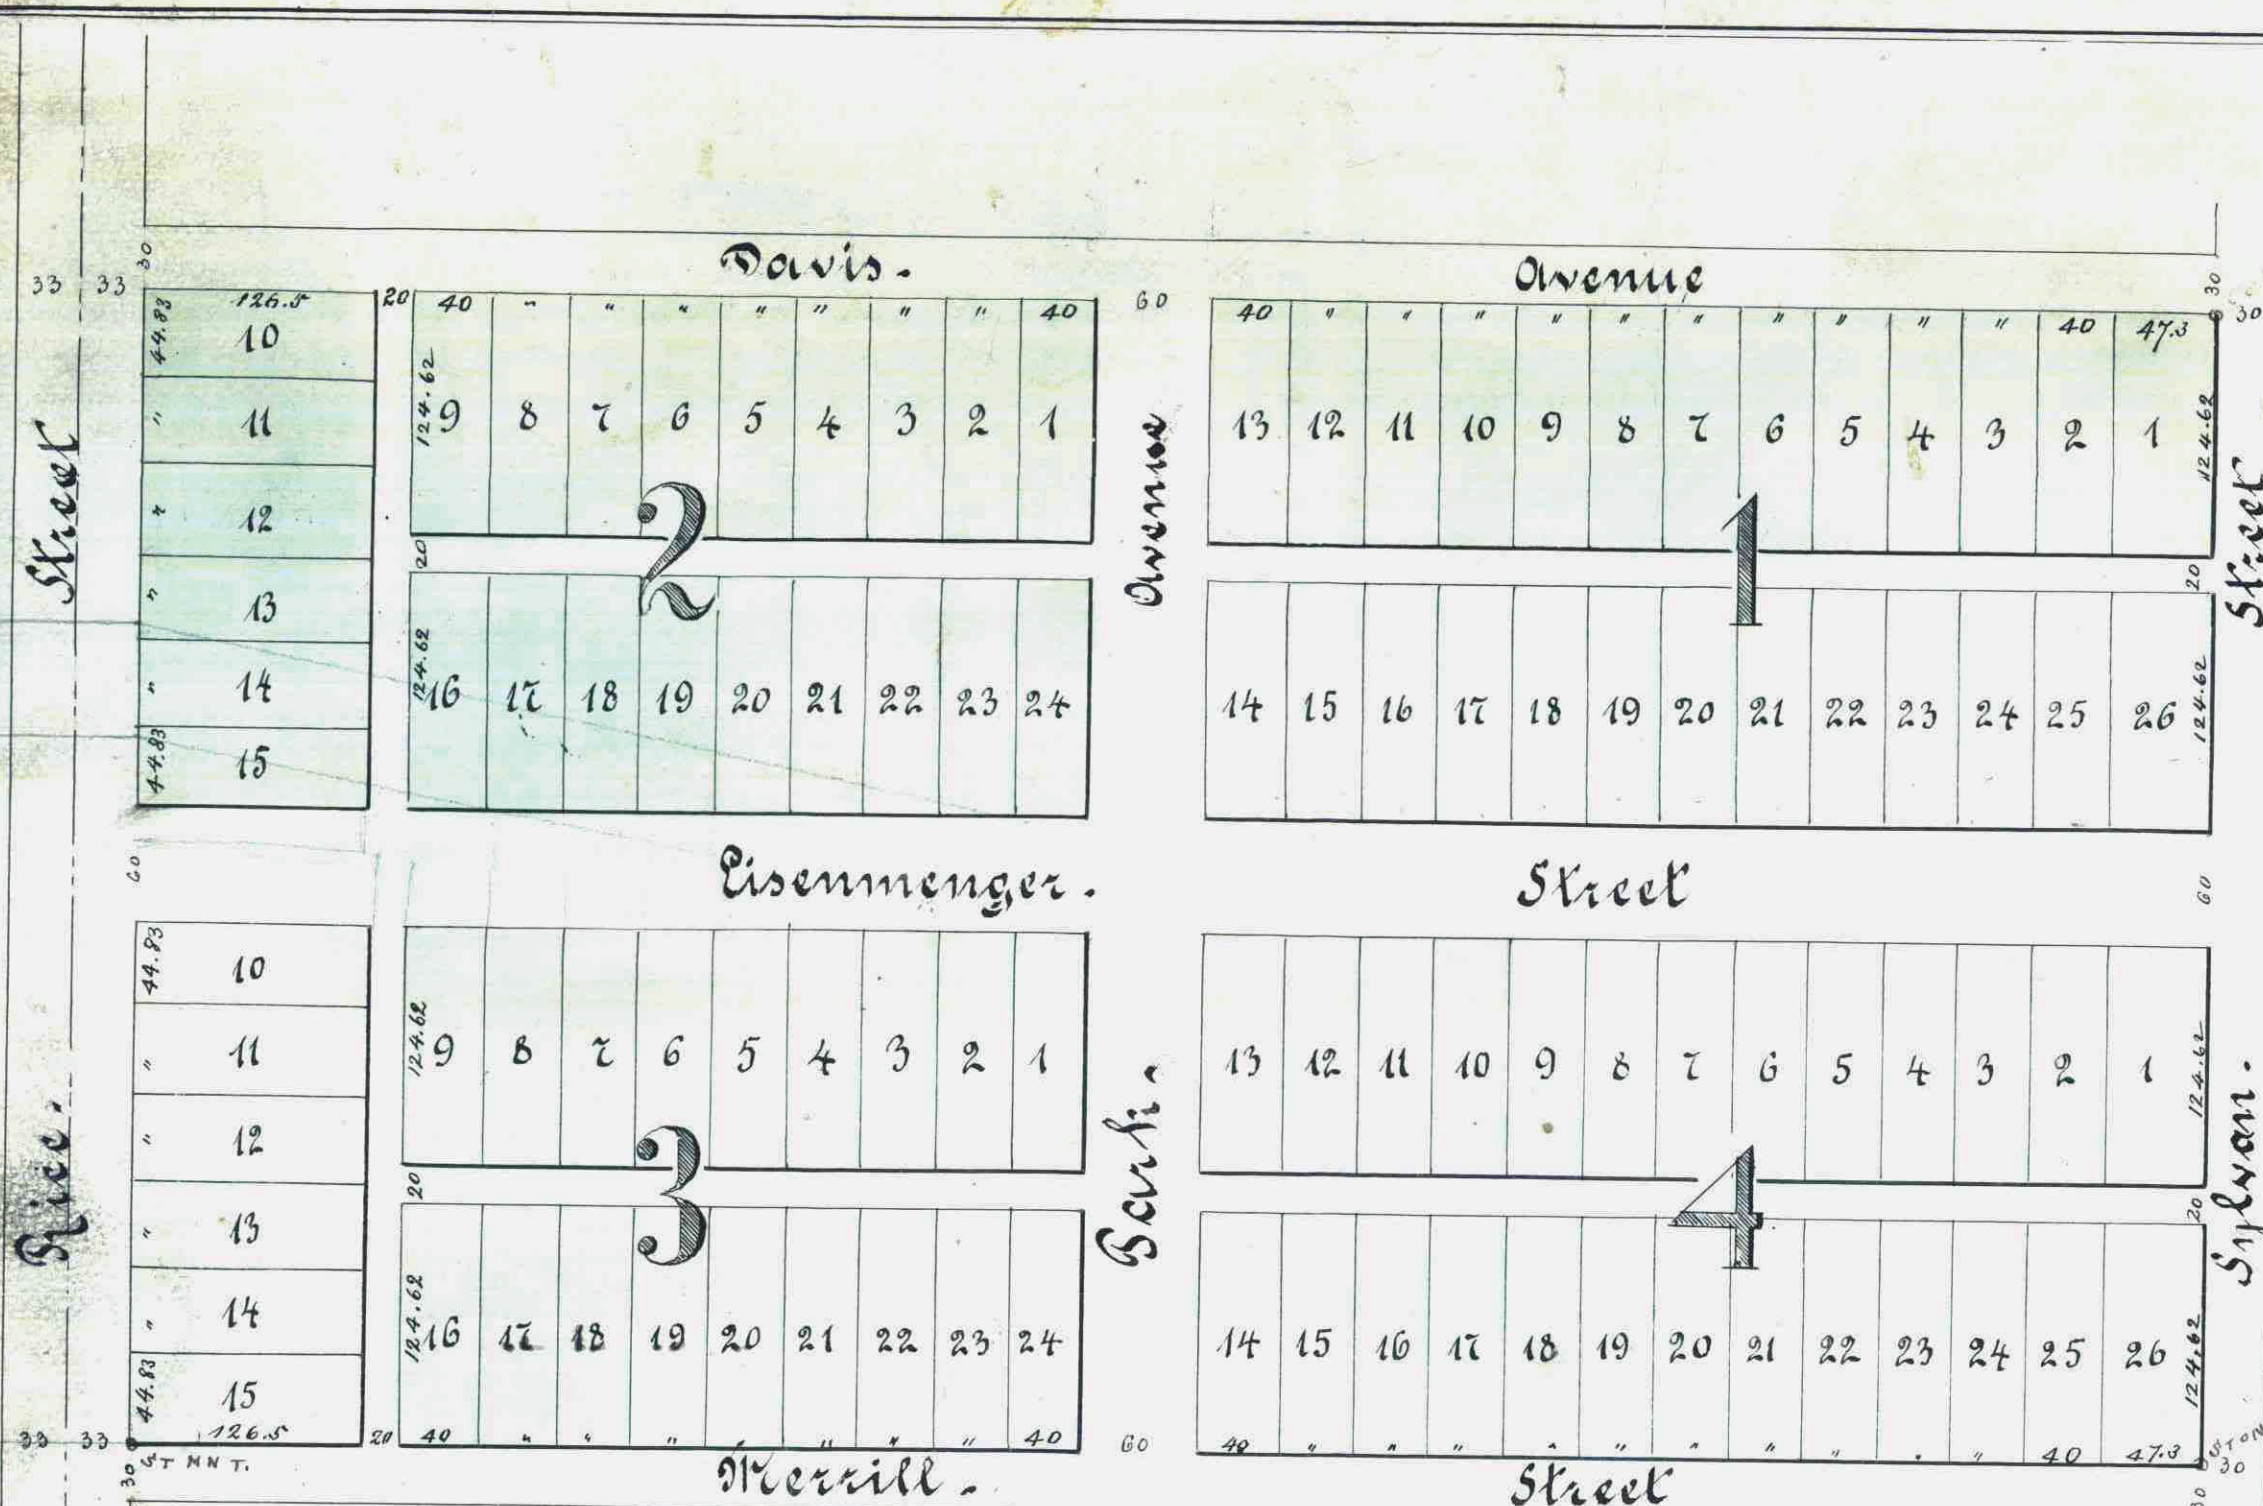 Davis. Avenue
33 33 30 30 30
126.5 20 40 " " " " " " " 40 60 40 " " " " " " " " " " 40 47.3
44.83 10
" 11
" 12
" 13
" 14
44.83 15
124.62 9 8 7 6 5 4 3 2 1
20 2
124.62 16 17 18 19 20 21 22 23 24
13 12 11 10 9 8 7 6 5 4 3 2 1 124.62
1 20
14 15 16 17 18 19 20 21 22 23 24 25 26 124.62
Street
Avenue
Street
60 Eisenmenger. Street 60
44.83 10
" 11
" 12
" 13
" 14
44.83 15
126.5
124.62 9 8 7 6 5 4 3 2 1
20 3
124.62 16 17 18 19 20 21 22 23 24
13 12 11 10 9 8 7 6 5 4 3 2 1 124.62
4 20
14 15 16 17 18 19 20 21 22 23 24 25 26 124.62
Rice.
Park.
Sylvan.
33 33 20 40 " " " " " " " 40 60 40 " " " " " " " " " " 40 47.3 30
ST MNT.
30 Merrill. Street 30